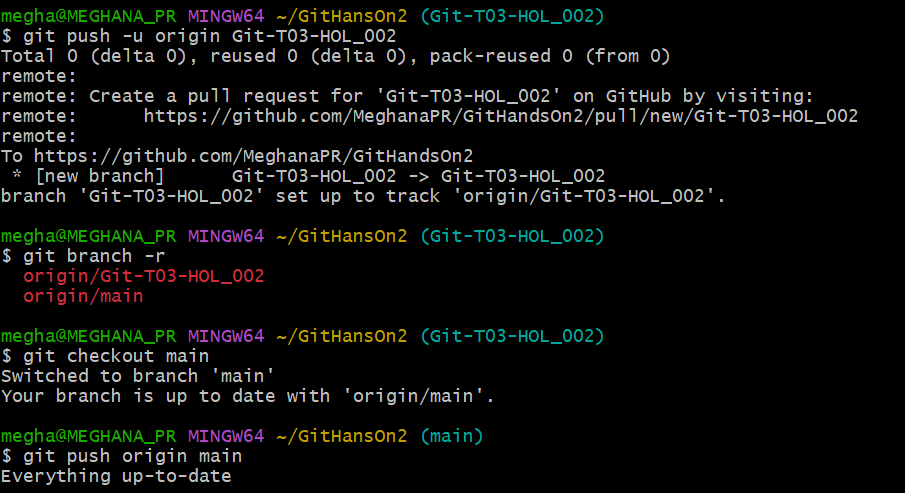 megha@MEGHANA_PR MINGW64 ~/GitHansOn2 (Git-T03-HOL_002)
$ git push -u origin Git-T03-HOL_002
Total 0 (delta 0), reused 0 (delta 0), pack-reused 0 (from 0)
remote:
remote: Create a pull request for 'Git-T03-HOL_002' on GitHub by visiting:
remote:      https://github.com/MeghanaPR/GitHandsOn2/pull/new/Git-T03-HOL_002
remote:
To https://github.com/MeghanaPR/GitHandsOn2
 * [new branch]      Git-T03-HOL_002 -> Git-T03-HOL_002
branch 'Git-T03-HOL_002' set up to track 'origin/Git-T03-HOL_002'.
megha@MEGHANA_PR MINGW64 ~/GitHansOn2 (Git-T03-HOL_002)
$ git branch -r
  origin/Git-T03-HOL_002
  origin/main
megha@MEGHANA_PR MINGW64 ~/GitHansOn2 (Git-T03-HOL_002)
$ git checkout main
Switched to branch 'main'
Your branch is up to date with 'origin/main'.
megha@MEGHANA_PR MINGW64 ~/GitHansOn2 (main)
$ git push origin main
Everything up-to-date